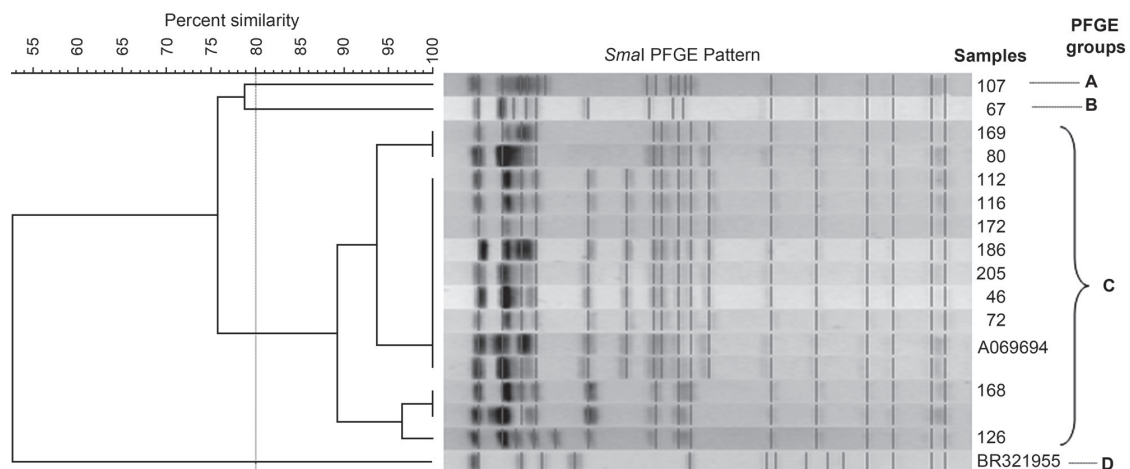 Percent similarity
55 60 65 70 75 80 85 90 95 100
SmaI PFGE Pattern
Samples
PFGE groups
107 A
67 B
169
80
112
116
172
186
205
46
72
A069694
168
126
C
BR321955 D